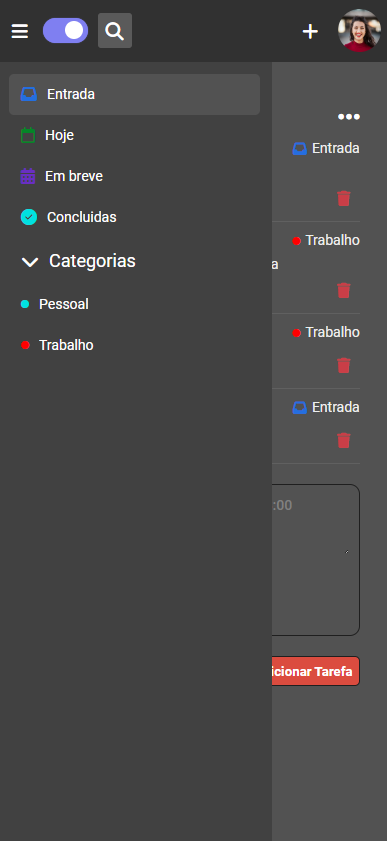 Entrada
Hoje
Em breve
Concluidas
Categorias
Pessoal
Trabalho
Entrada
Trabalho
a
Trabalho
Entrada
:00
icionar Tarefa